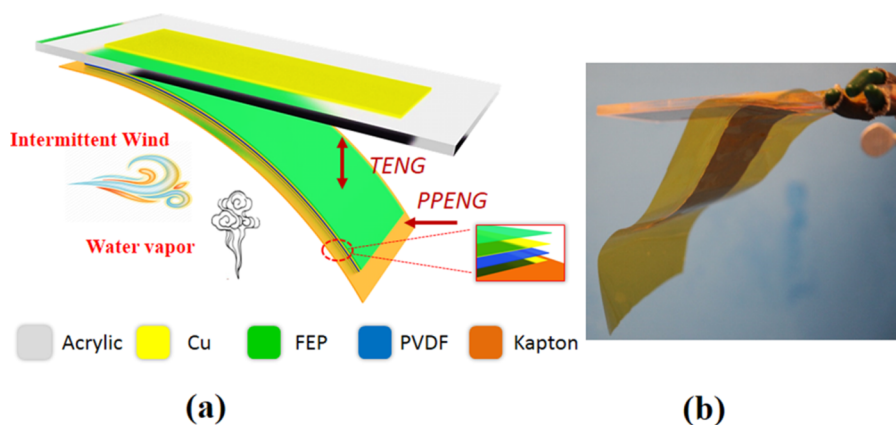 Intermittent Wind
TENG
PPENG
Water vapor
Acrylic
Cu
FEP
PVDF
Kapton
(a)
(b)